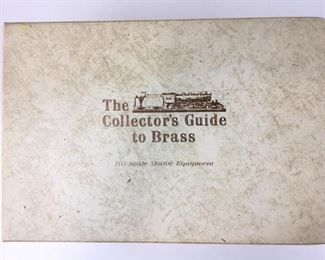 The
Collector's Guide
to Brass
HO Scale Motive Equipment